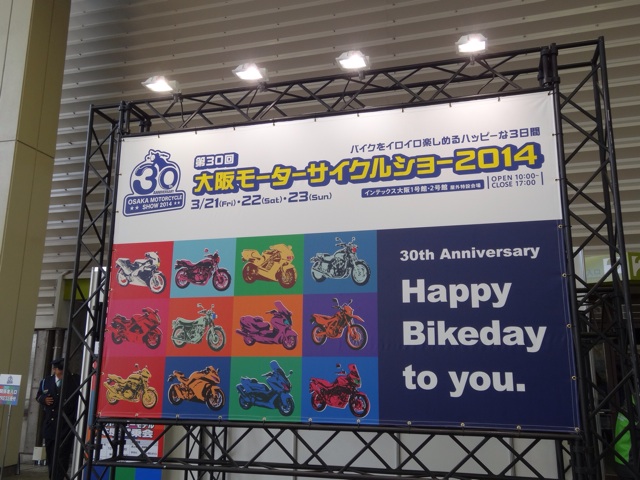 バイクをイロイロ楽しめるハッピーな3日間
第30回
大阪モーターサイクルショー2014
3/21(Fri)・22(Sat)・23(Sun)
インテックス大阪1号館・2号館 屋外特設会場
OPEN 10:00~
CLOSE 17:00
30
ANNIVERSARY
OSAKA MOTORCYCLE
SHOW 2014
30th Anniversary
Happy
Bikeday
to you.